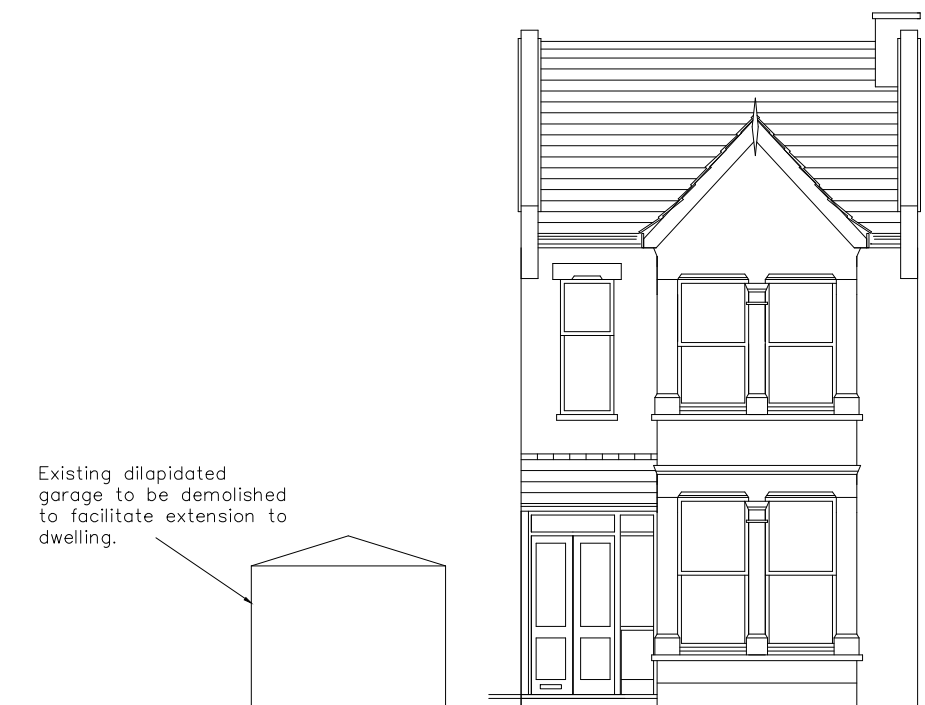 Existing dilapidated
garage to be demolished
to facilitate extension to
dwelling.